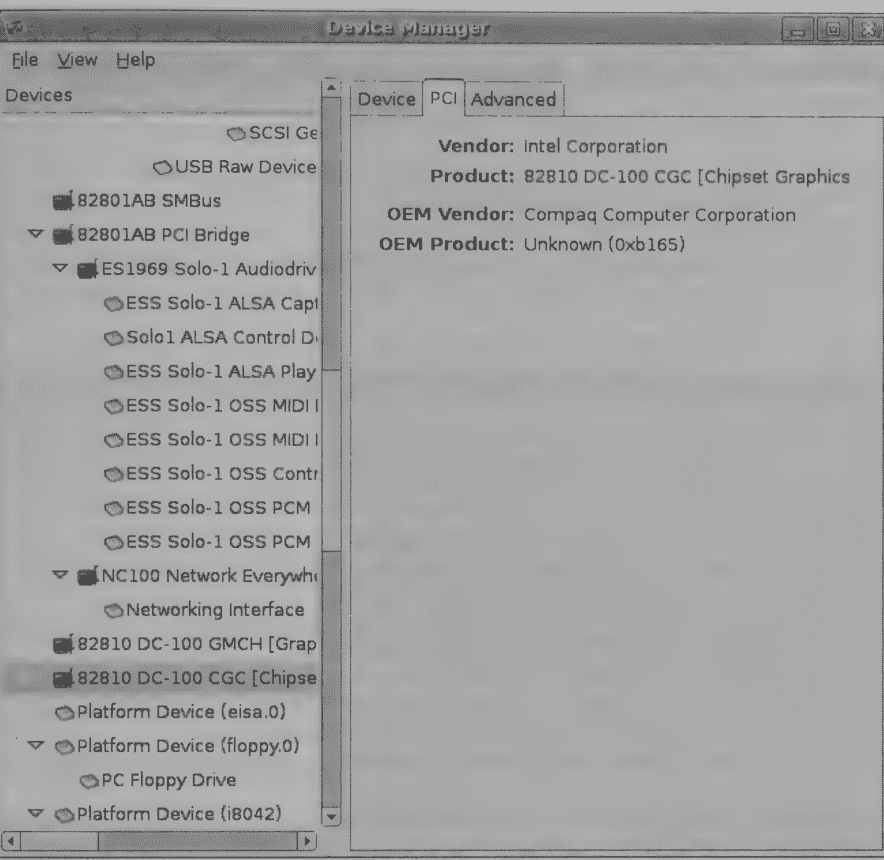 Device Manager
File View Help
Devices
SCSI Ge
USB Raw Device
82801AB SMBus
82801AB PCI Bridge
ES1969 Solo-1 Audiodriv
ESS Solo-1 ALSA Capt
Solo1 ALSA Control D
ESS Solo-1 ALSA Play
ESS Solo-1 OSS MIDI
ESS Solo-1 OSS MIDI
ESS Solo-1 OSS Contr
ESS Solo-1 OSS PCM
ESS Solo-1 OSS PCM
NC100 Network Everywh
Networking Interface
82810 DC-100 GMCH [Grap
82810 DC-100 CGC [Chipse
Platform Device (eisa.0)
Platform Device (floppy.0)
PC Floppy Drive
Platform Device (i8042)
Device PCI Advanced
Vendor: Intel Corporation
Product: 82810 DC-100 CGC [Chipset Graphics
OEM Vendor: Compaq Computer Corporation
OEM Product: Unknown (0xb165)